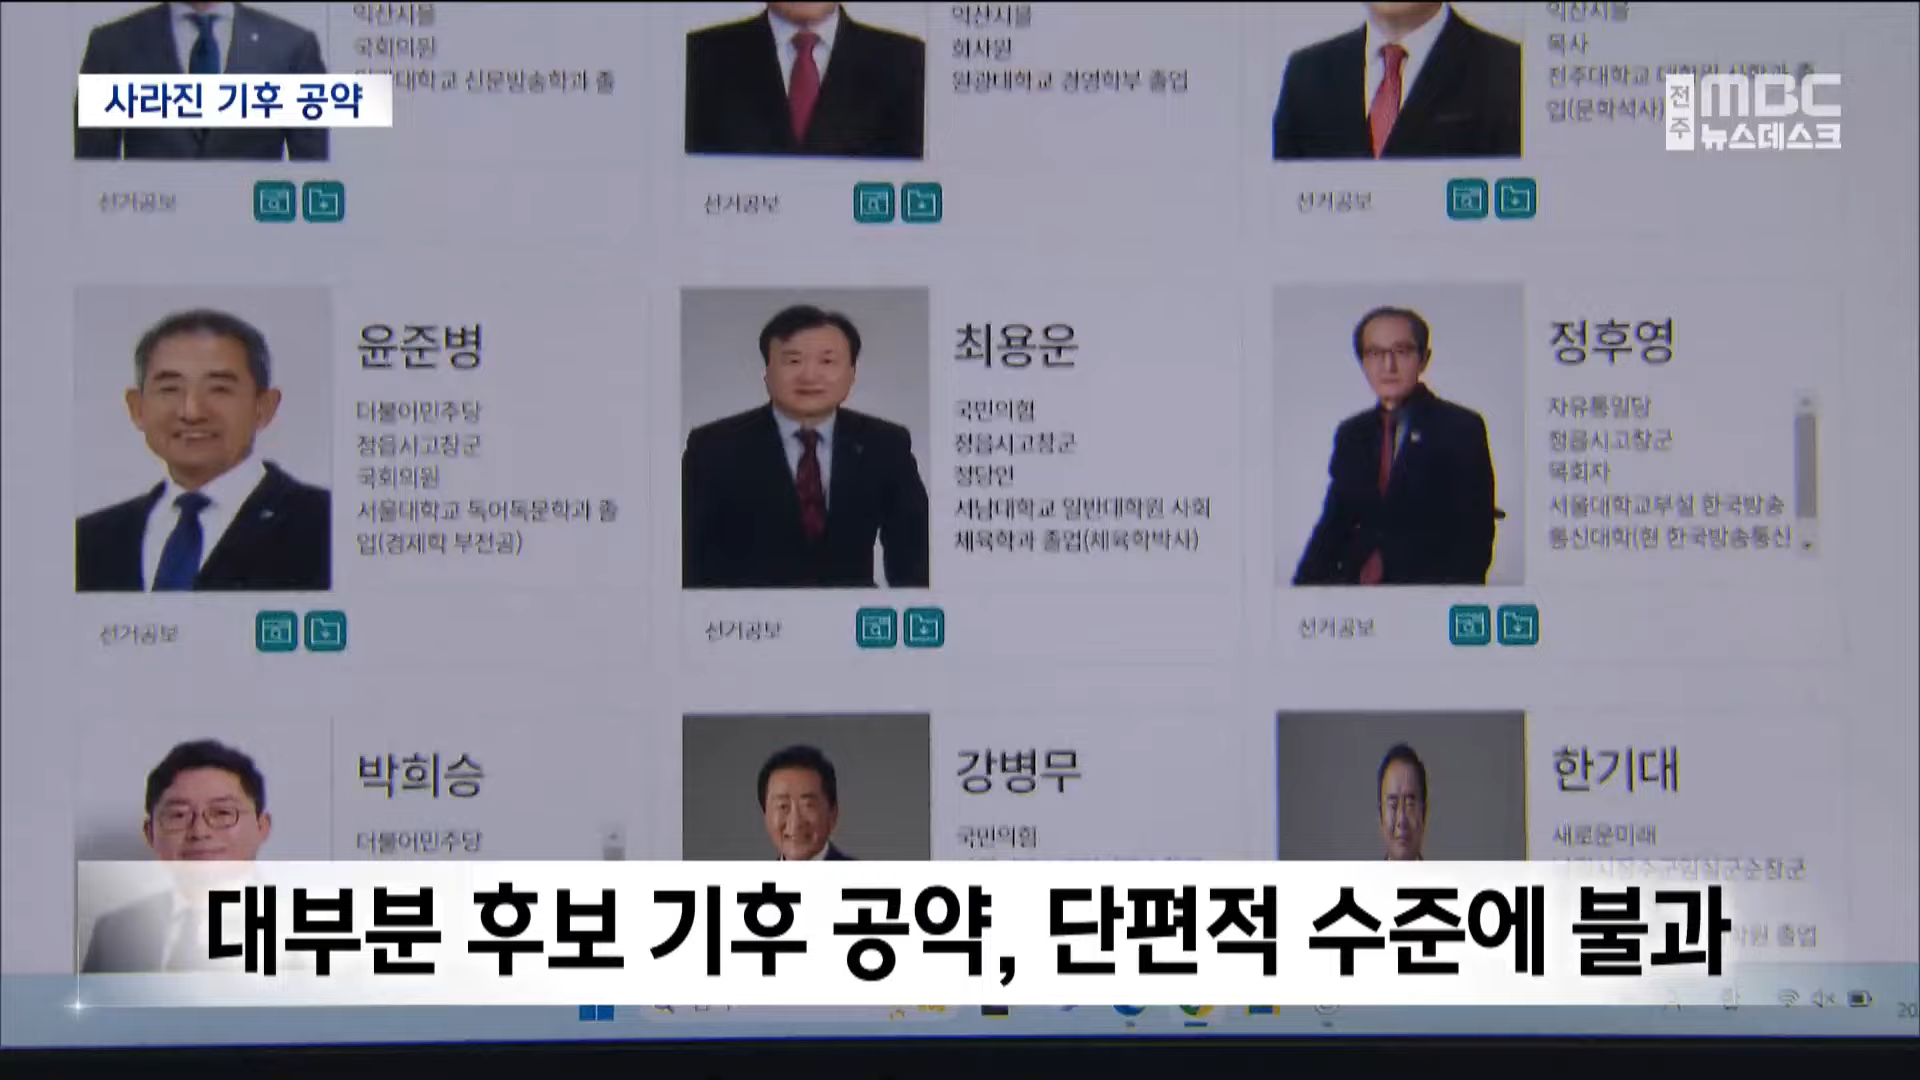 사라진 기후 공약
전주
MBC
뉴스데스크
익산시을
국회의원
대학교 신문방송학과 졸
선거공보
익산시을
회사원
원광대학교 경영학부 졸업
선거공보
익산시을
목사
전주대학교
업(문학석사)
선거공보
윤준병
더불어민주당
정읍시고창군
국회의원
서울대학교 독어독문학과 졸
업(경제학 부전공)
선거공보
최용운
국민의힘
정읍시고창군
정당인
서남대학교 일반대학원 사회
체육학과 졸업(체육학박사)
선거공보
정후영
자유통일당
정읍시고창군
목회자
서울대학교부설 한국방송
통신대학(현 한국방송통신
선거공보
박희승
더불어민주당
강병무
국민의힘
한기대
새로운미래
남원시장수군임실군순창군
졸업
대부분 후보 기후 공약, 단편적 수준에 불과